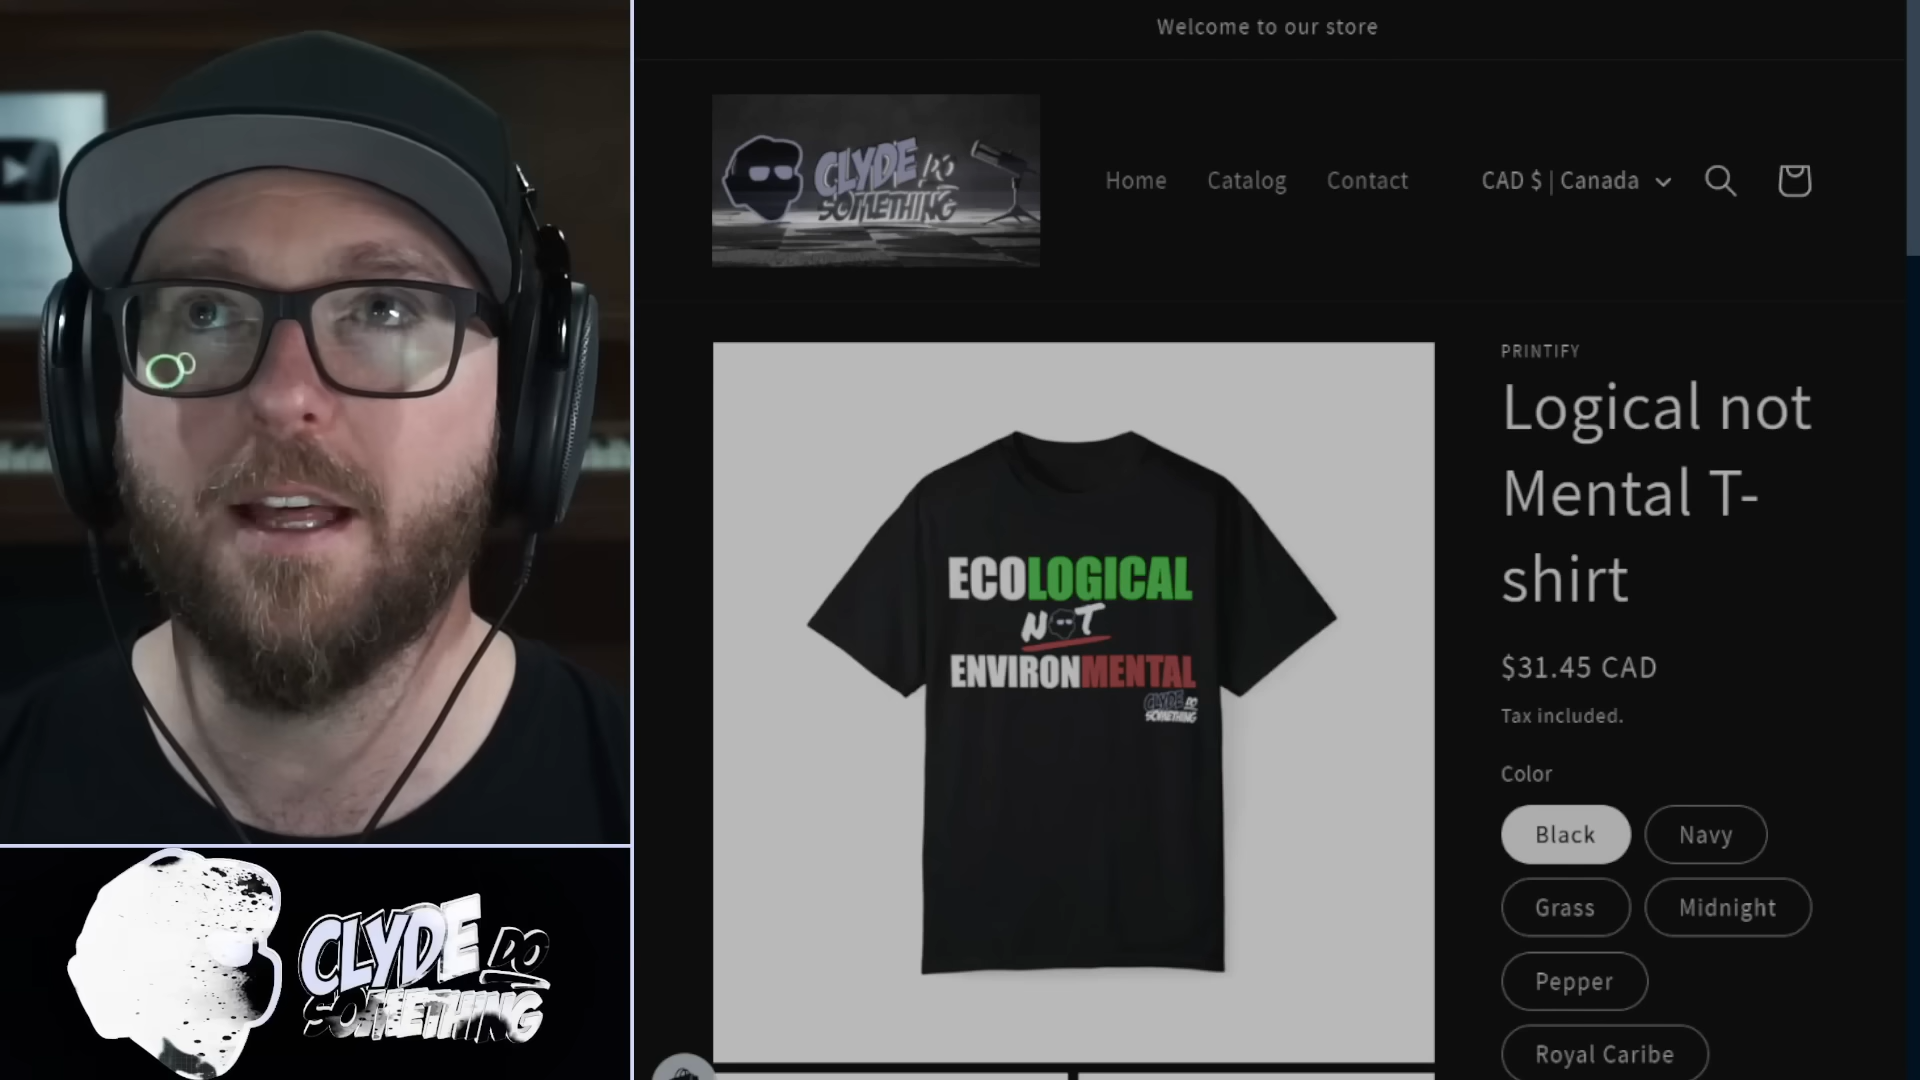 Welcome to our store
CLYDE DO
SOMETHING
Home
Catalog
Contact
CAD $ | Canada
PRINTIFY
Logical not
Mental T-
shirt
$31.45 CAD
Tax included.
Color
Black
Navy
Grass
Midnight
Pepper
Royal Caribe
ECOLOGICAL
NOT
ENVIRONMENTAL
CLYDE DO
SOMETHING
CLYDE DO
SOMETHING